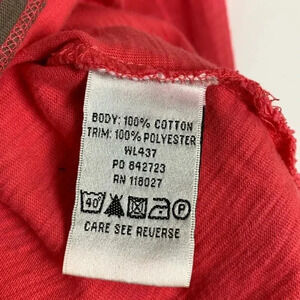 BODY: 100% COTTON
TRIM: 100% POLYESTER
WL437
PO 842723
RN 118027
40 P
CARE SEE REVERSE